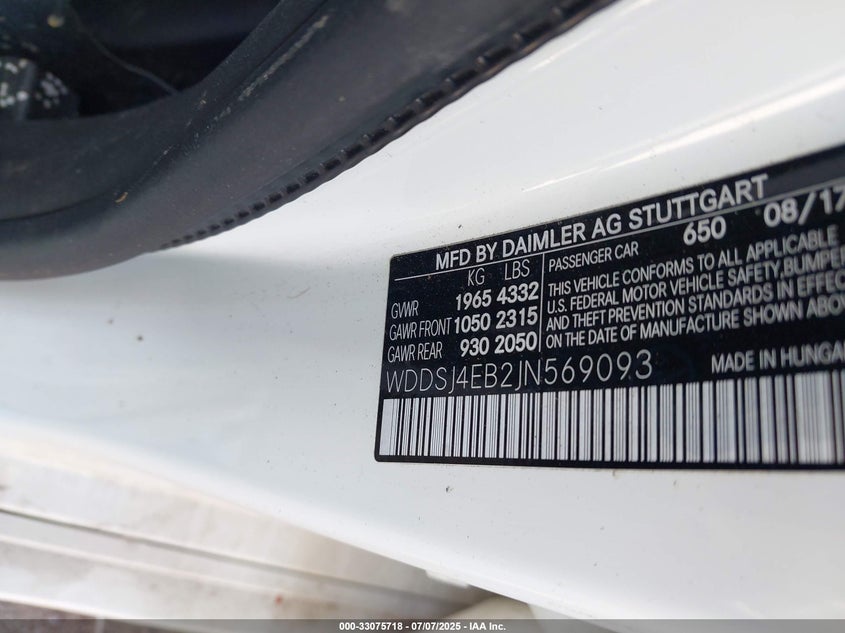 MFD BY DAIMLER AG STUTTGART
KG LBS
GVWR 1965 4332
GAWR FRONT 1050 2315
GAWR REAR 930 2050
PASSENGER CAR 650 08/17
THIS VEHICLE CONFORMS TO ALL APPLICABLE
U.S. FEDERAL MOTOR VEHICLE SAFETY, BUMPER
AND THEFT PREVENTION STANDARDS IN EFFEC
ON THE DATE OF MANUFACTURE SHOWN ABOV
WDDSJ4EB2JN569093
MADE IN HUNGA
000-33075718 - 07/07/2025 - IAA Inc.